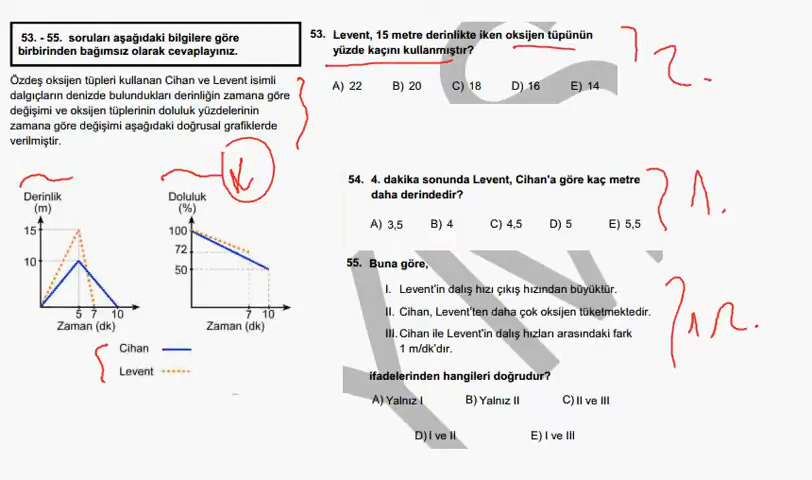 53. - 55. soruları aşağıdaki bilgilere göre
birbirinden bağımsız olarak cevaplayınız.
Özdeş oksijen tüpleri kullanan Cihan ve Levent isimli
dalgıçların denizde bulundukları derinliğin zamana göre
değişimi ve oksijen tüplerinin doluluk yüzdelerinin
zamana göre değişimi aşağıdaki doğrusal grafiklerde
verilmiştir.
Derinlik
(m)
15
10
5 7 10
Zaman (dk)
Doluluk
(%)
100
72
50
7 10
Zaman (dk)
Cihan
Levent
53. Levent, 15 metre derinlikte iken oksijen tüpünün
yüzde kaçını kullanmıştır?
A) 22 B) 20 C) 18 D) 16 E) 14
2.
54. 4. dakika sonunda Levent, Cihan'a göre kaç metre
daha derindedir?
A) 3,5 B) 4 C) 4,5 D) 5 E) 5,5
1.
55. Buna göre,
I. Levent'in dalış hızı çıkış hızından büyüktür.
II. Cihan, Levent'ten daha çok oksijen tüketmektedir.
III. Cihan ile Levent'in dalış hızları arasındaki fark
1 m/dk'dır.
ifadelerinden hangileri doğrudur?
A) Yalnız I B) Yalnız II C) II ve III
D) I ve II E) I ve III